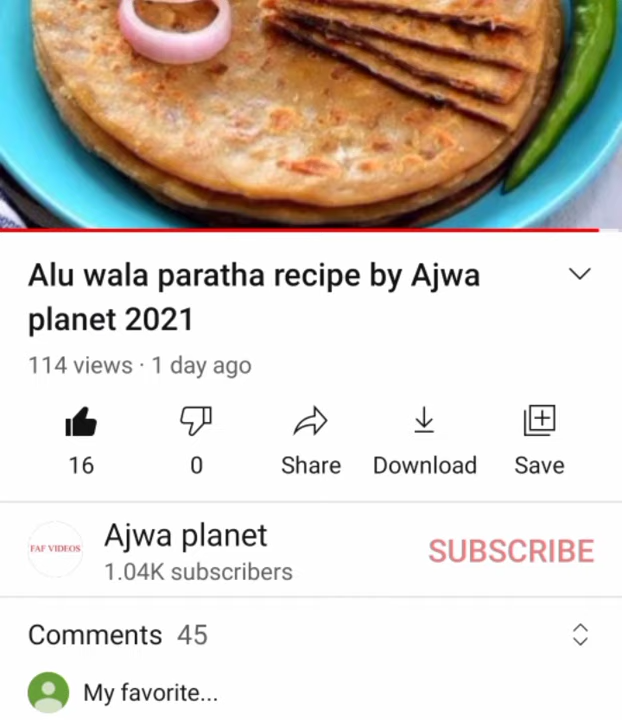 Alu wala paratha recipe by Ajwa
planet 2021
114 views · 1 day ago
16
0
Share
Download
Save
FAF VIDEOS
Ajwa planet
1.04K subscribers
SUBSCRIBE
Comments 45
My favorite...